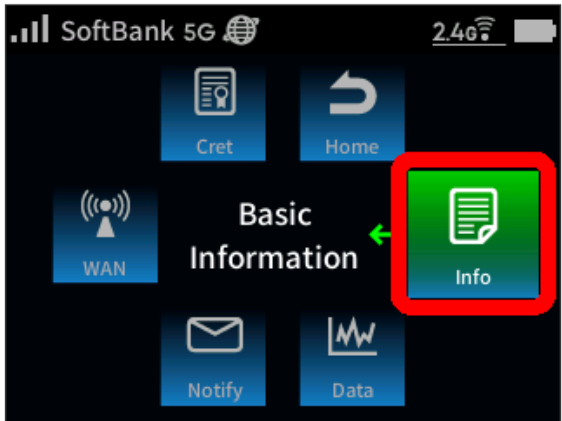 SoftBank 5G
2.4G
Cret
Home
WAN
Basic
Information
Info
Notify
Data